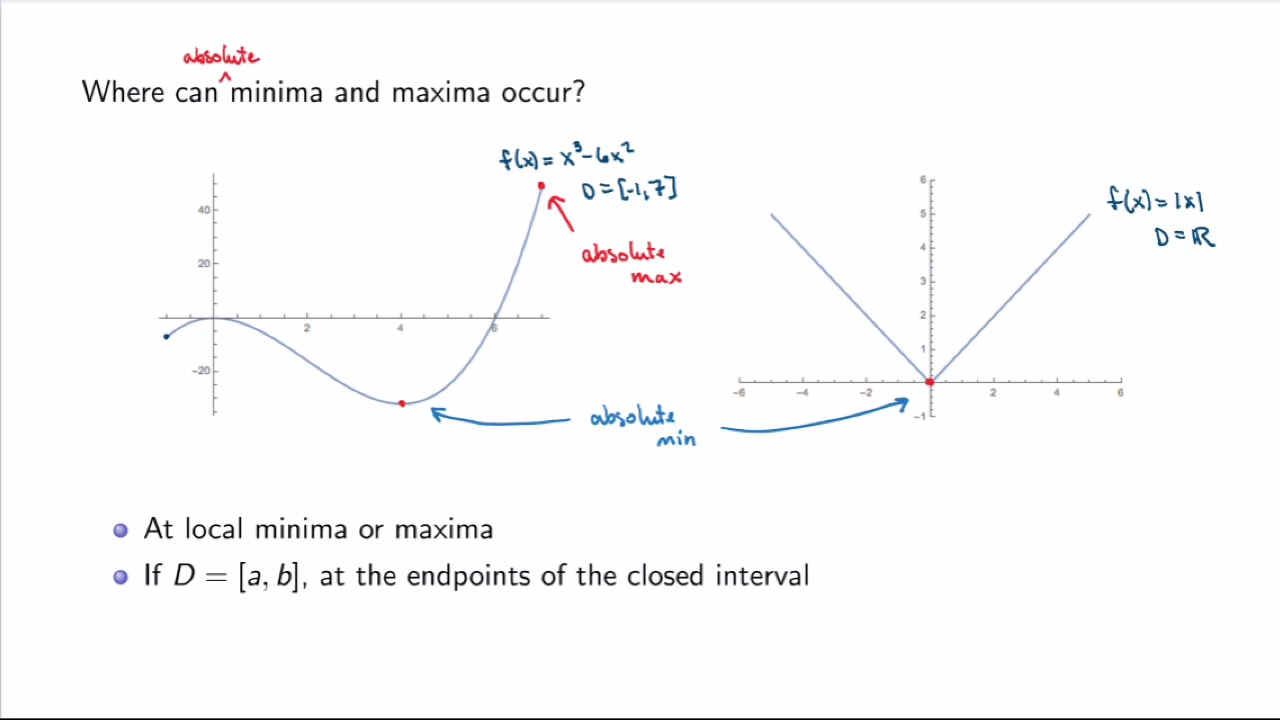 absolute
Where can ^ minima and maxima occur?
f(x) = x³-6x²
D = [-1,7]
absolute
max
40
20
2
4
6
-20
f(x) = |x|
D = ℝ
6
5
4
3
2
1
-6
-4
-2
2
4
6
-1
absolute
min
At local minima or maxima
If D = [a, b], at the endpoints of the closed interval